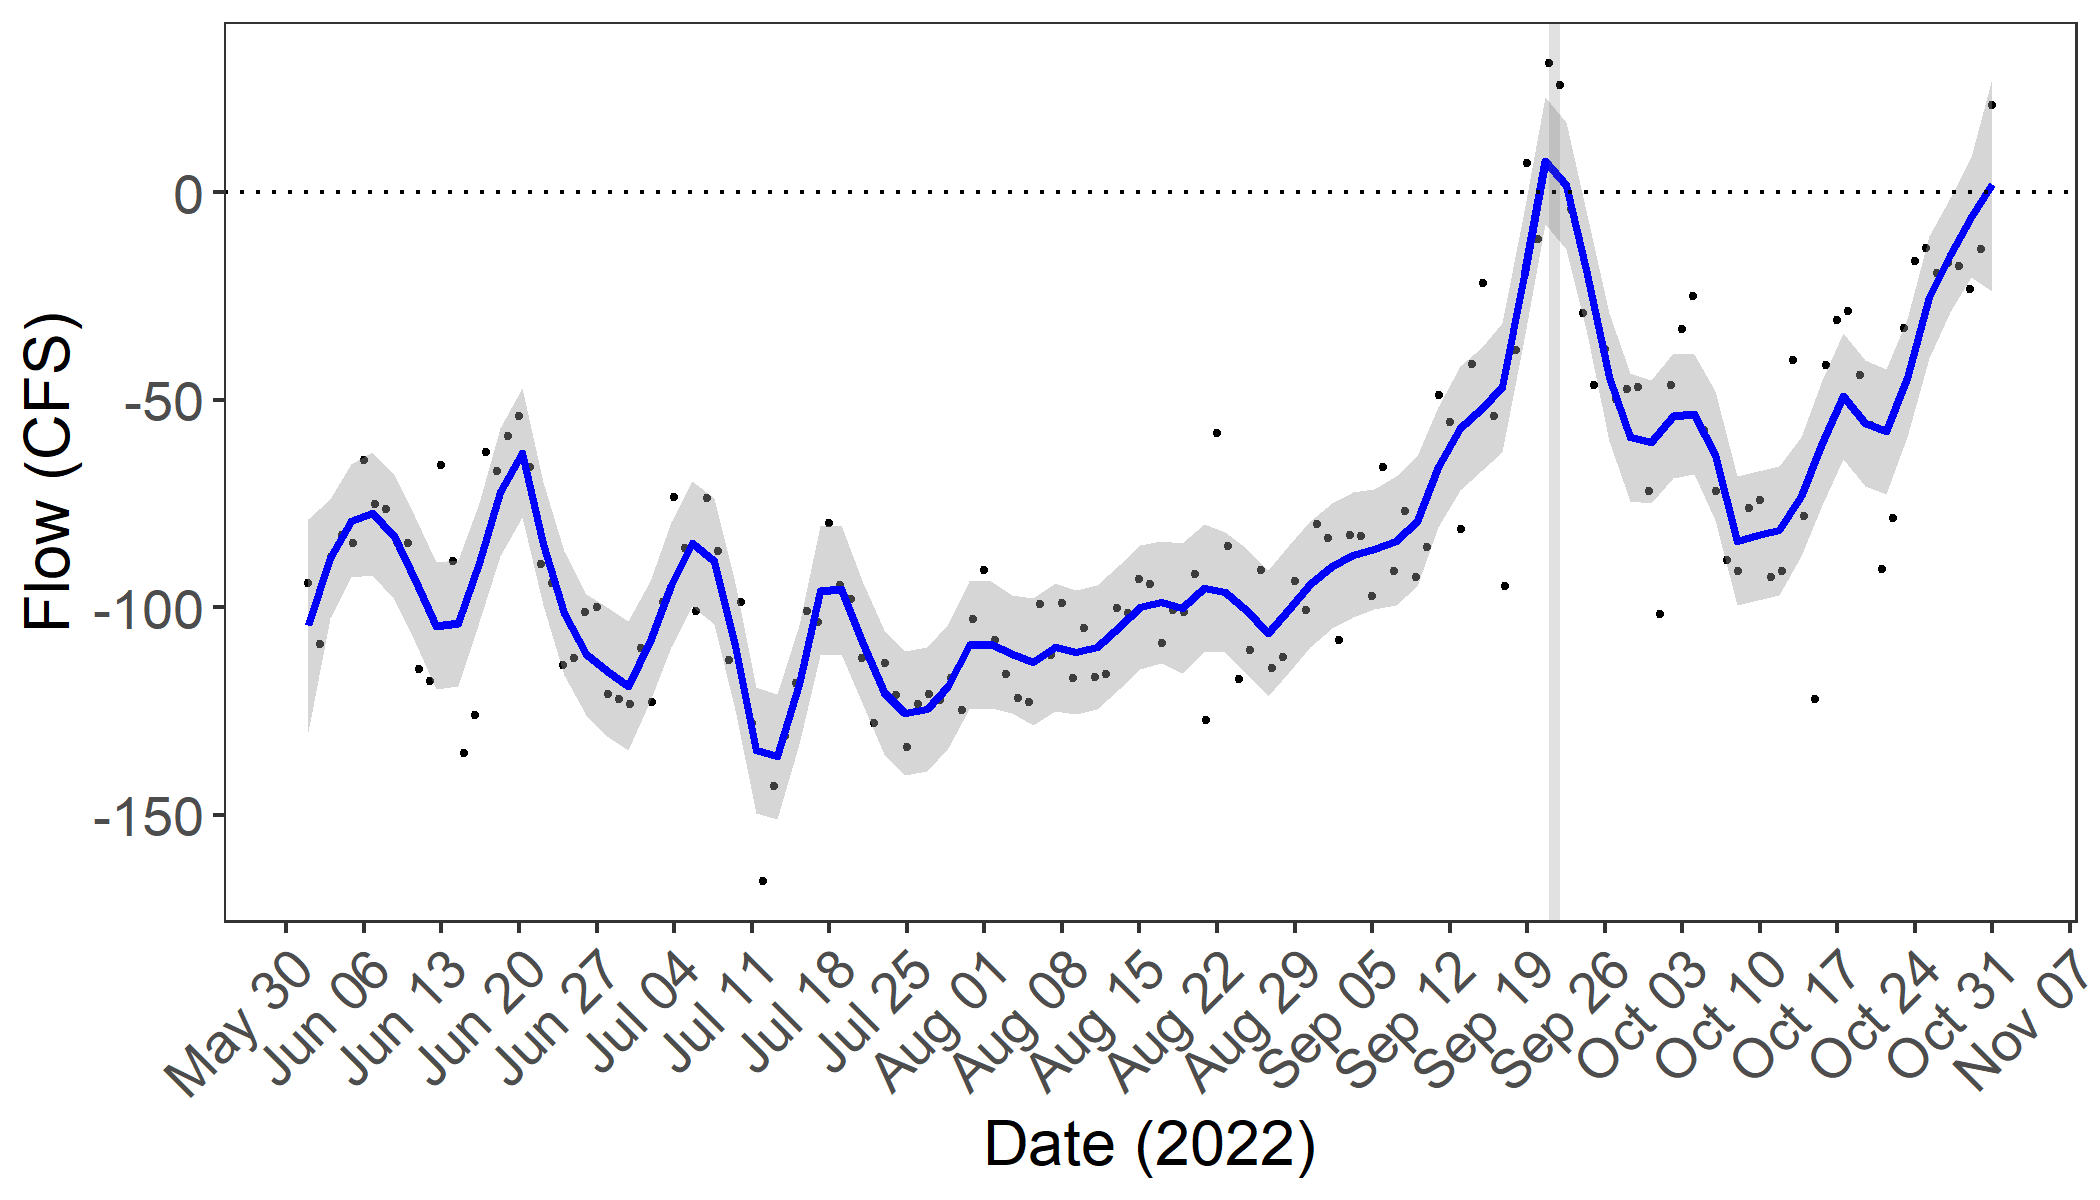 Flow (CFS)
0
-50
-100
-150
May 30
Jun 06
Jun 13
Jun 20
Jun 27
Jul 04
Jul 11
Jul 18
Jul 25
Aug 01
Aug 08
Aug 15
Aug 22
Aug 29
Sep 05
Sep 12
Sep 19
Sep 26
Oct 03
Oct 10
Oct 17
Oct 24
Oct 31
Nov 07
Date (2022)